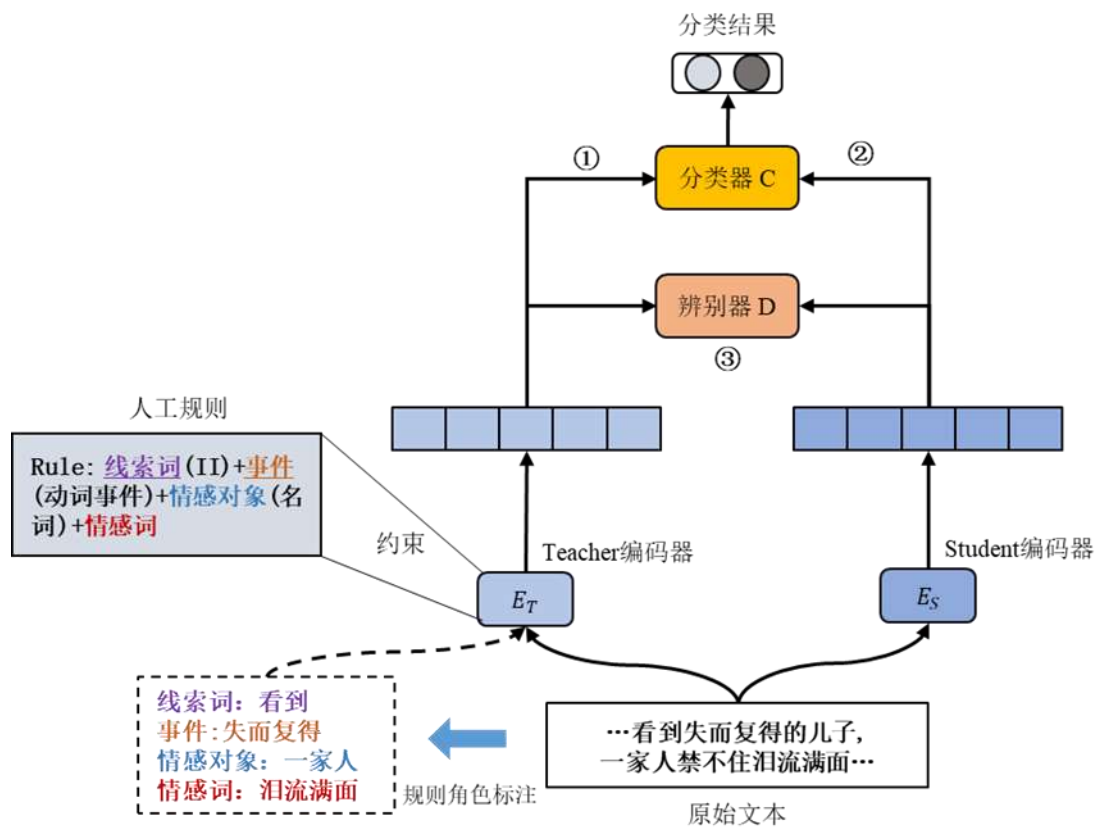 分类结果
①
分类器 C
②
辨别器 D
③
人工规则
Rule: 线索词(II)+事件
(动词事件)+情感对象(名
词)+情感词
约束
Teacher编码器
Student编码器
E_T
E_S
线索词：看到
事件:失而复得
情感对象：一家人
情感词：泪流满面
规则角色标注
…看到失而复得的儿子,
一家人禁不住泪流满面…
原始文本